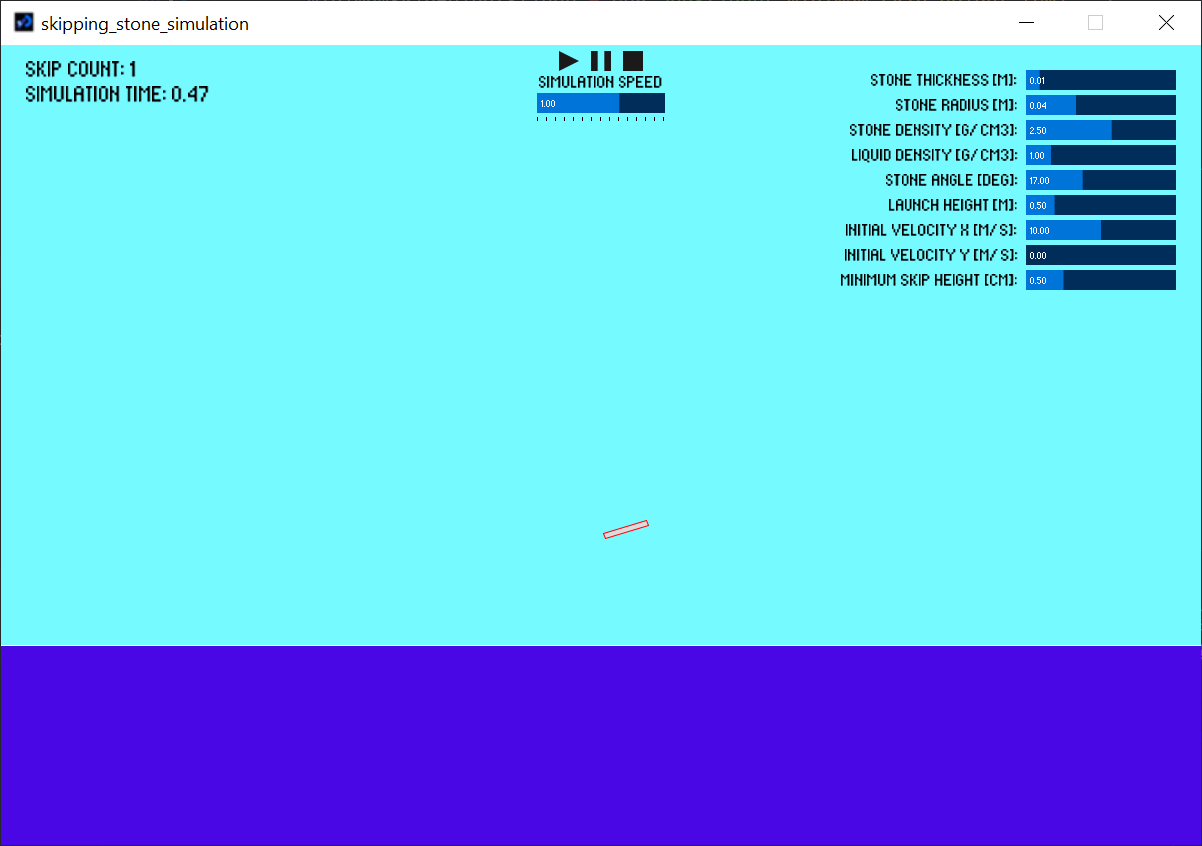 skipping_stone_simulation
SKIP COUNT: 1
SIMULATION TIME: 0.47
SIMULATION SPEED
1.00
STONE THICKNESS [M]: 0.01
STONE RADIUS [M]: 0.04
STONE DENSITY [G/CM3]: 2.50
LIQUID DENSITY [G/CM3]: 1.00
STONE ANGLE [DEG]: 17.00
LAUNCH HEIGHT [M]: 0.50
INITIAL VELOCITY X [M/S]: 10.00
INITIAL VELOCITY Y [M/S]: 0.00
MINIMUM SKIP HEIGHT [CM]: 0.50